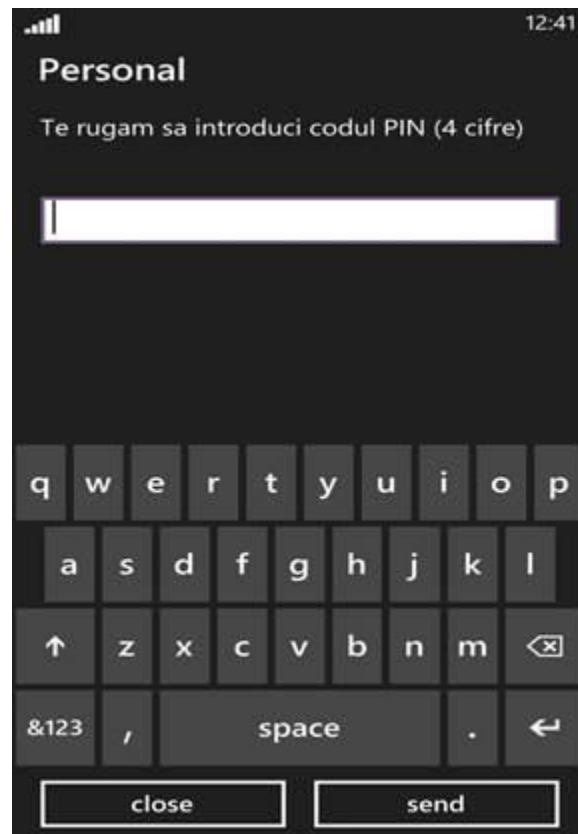 12:41
Personal
Te rugam sa introduci codul PIN (4 cifre)
q w e r t y u i o p
a s d f g h j k l
z x c v b n m
&123 , space .
close send